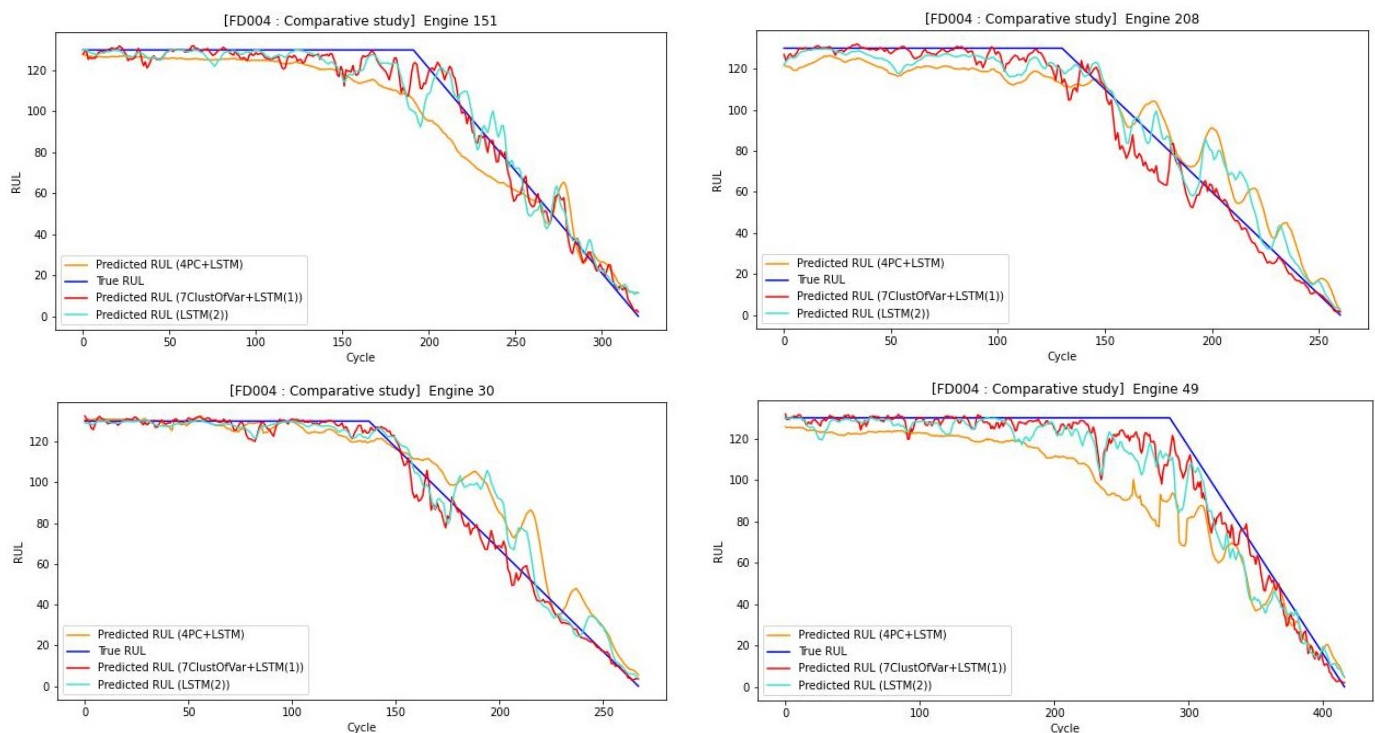 [FD004 : Comparative study] Engine 151
RUL
120
100
80
60
40
20
0
Predicted RUL (4PC+LSTM)
True RUL
Predicted RUL (7ClustOfVar+LSTM(1))
Predicted RUL (LSTM(2))
0 50 100 150 200 250 300
Cycle
[FD004 : Comparative study] Engine 208
RUL
120
100
80
60
40
20
0
Predicted RUL (4PC+LSTM)
True RUL
Predicted RUL (7ClustOfVar+LSTM(1))
Predicted RUL (LSTM(2))
0 50 100 150 200 250
Cycle
[FD004 : Comparative study] Engine 30
RUL
120
100
80
60
40
20
0
Predicted RUL (4PC+LSTM)
True RUL
Predicted RUL (7ClustOfVar+LSTM(1))
Predicted RUL (LSTM(2))
0 50 100 150 200 250
Cycle
[FD004 : Comparative study] Engine 49
RUL
120
100
80
60
40
20
0
Predicted RUL (4PC+LSTM)
True RUL
Predicted RUL (7ClustOfVar+LSTM(1))
Predicted RUL (LSTM(2))
0 100 200 300 400
Cycle